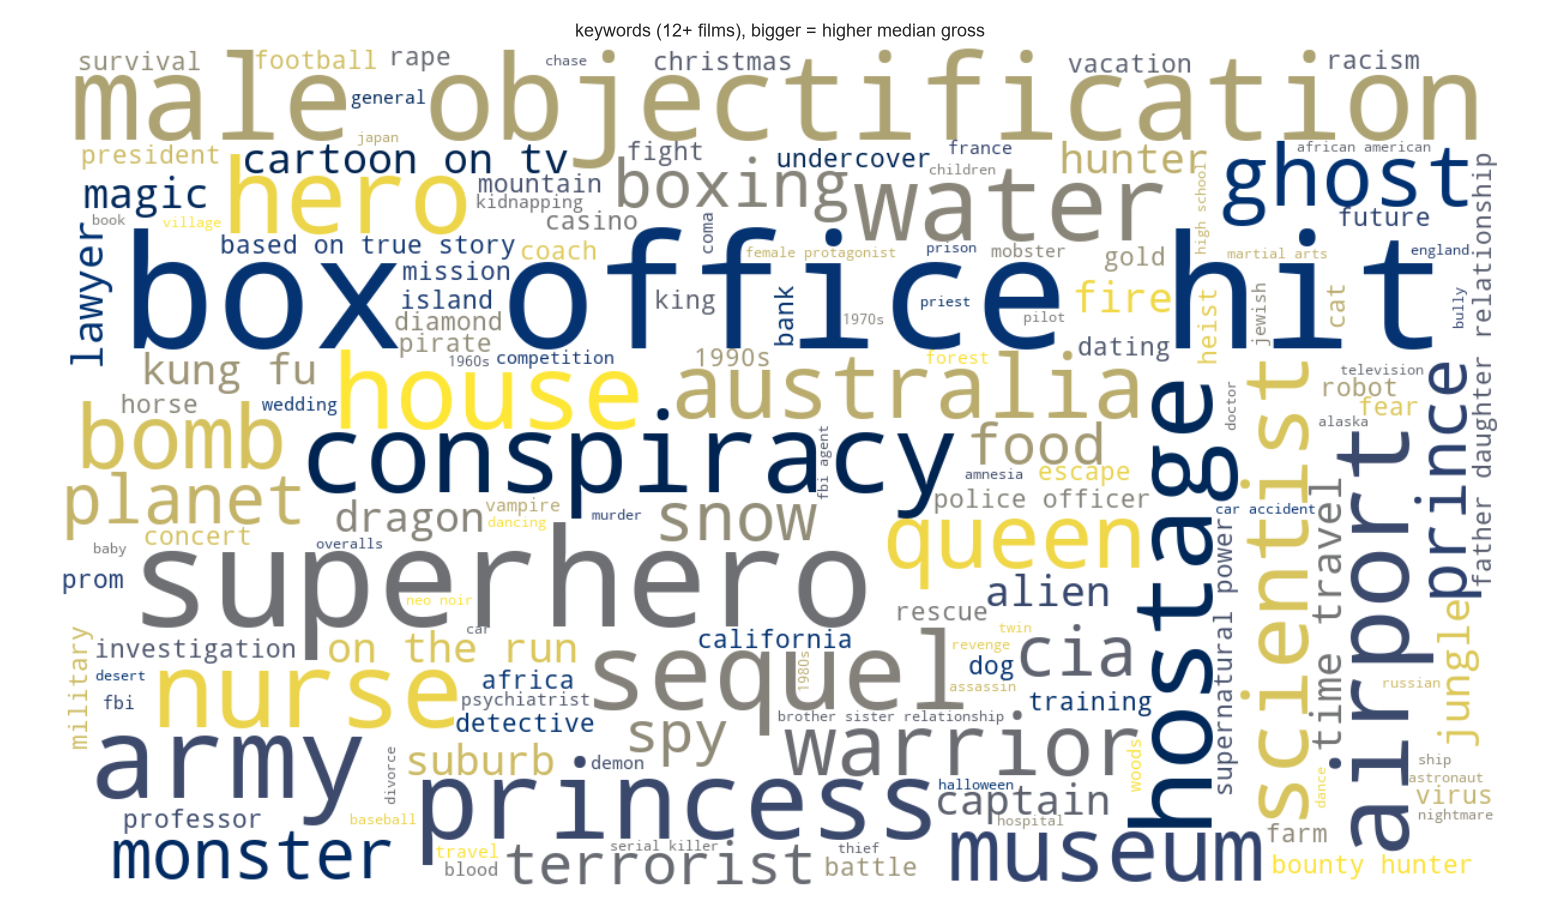 keywords (12+ films), bigger = higher median gross
survival
football
rape
chase
christmas
vacation
racism
male objectification
general
japan
president
cartoon on tv
fight
undercover
france
hunter
african american
ghost
magic
hero
mountain
kidnapping
boxing
children
water
high school
father daughter relationship
book
village
casino
coma
future
lawyer
based on true story
coach
female protagonist
prison
mobster
gold
martial arts
england
box office hit
mission
island
king
bank
priest
fire
heist
jewish
cat
bully
diamond
pirate
1970s
pilot
kung fu
1960s
competition
1990s
forest
dating
television
house
australia
hostage
doctor
scientist
robot
prince
horse
wedding
fear
bomb
conspiracy
fbi agent
food
alaska
airport
amnesia
escape
planet
vampire
dragon
dancing
murder
snow
police officer
car accident
time travel
concert
overalls
queen
baby
superhero
supernatural power
prom
alien
neo noir
rescue
jungle
military
investigation
on the run
car
california
twin
revenge
cia
sequel
1980s
dog
desert
nurse
africa
assassin
russian
fbi
psychiatrist
training
detective
brother sister relationship
spy
warrior
woods
army
divorce
suburb
demon
ship
dance
astronaut
princess
halloween
captain
virus
professor
baseball
hospital
nightmare
monster
travel
serial killer
thief
museum
farm
blood
terrorist
battle
bounty hunter